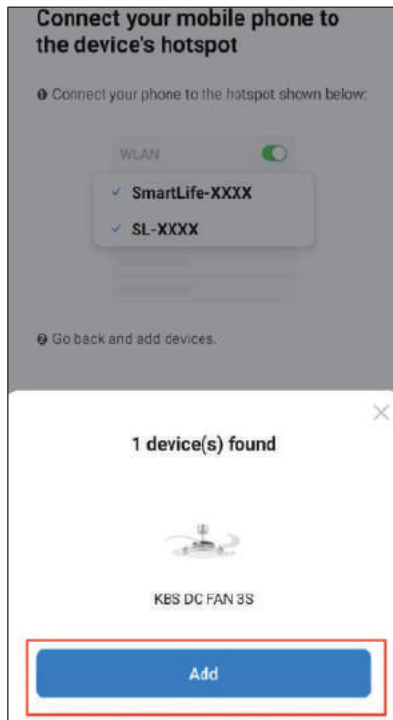 Connect your mobile phone to
the device's hotspot
❶ Connect your phone to the hotspot shown below:
WLAN
SmartLife-XXXX
SL-XXXX
❷ Go back and add devices.
1 device(s) found
KBS DC FAN 3S
Add